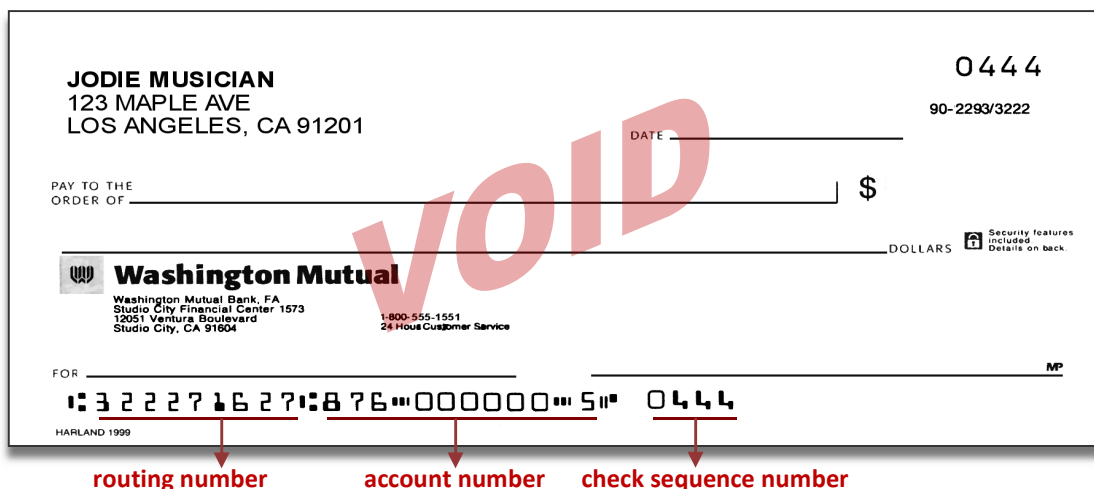 JODIE MUSICIAN
123 MAPLE AVE
LOS ANGELES, CA 91201
0444
90-2293/3222
DATE
PAY TO THE
ORDER OF
$
VOID
DOLLARS
Security features
included.
Details on back.
Washington Mutual
Washington Mutual Bank, FA
Studio City Financial Center 1573
12051 Ventura Boulevard
Studio City, CA 91604
1-800-555-1551
24 Hous Customer Service
FOR
MP
⑆322271627⑆876⑉000000⑉5⑈ 0444
HARLAND 1999
routing number account number check sequence number